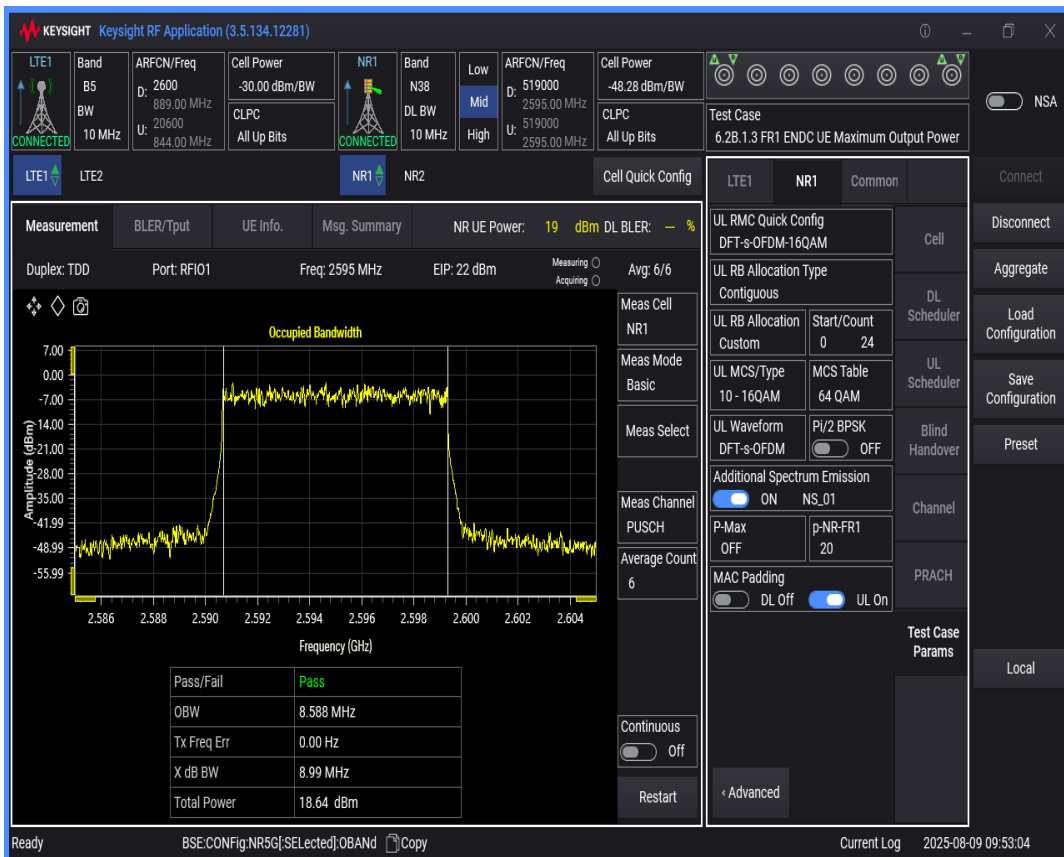 KEYSIGHT Keysight RF Application (3.5.134.12281)
LTE1
CONNECTED
Band
B5
BW
10 MHz
ARFCN/Freq
D: 2600
889.00 MHz
U: 20600
844.00 MHz
Cell Power
-30.00 dBm/BW
CLPC
All Up Bits
NR1
CONNECTED
Band
N38
DL BW
10 MHz
Low
Mid
High
ARFCN/Freq
D: 519000
2595.00 MHz
U: 519000
2595.00 MHz
Cell Power
-48.28 dBm/BW
CLPC
All Up Bits
Test Case
6.2B.1.3 FR1 ENDC UE Maximum Output Power
NSA
LTE1 LTE2 NR1 NR2 Cell Quick Config
Measurement BLER/Tput UE Info. Msg. Summary NR UE Power: 19 dBm DL BLER: — %
Duplex: TDD Port: RFIO1 Freq: 2595 MHz EIP: 22 dBm Measuring Avg: 6/6
Acquiring
Occupied Bandwidth
Amplitude (dBm)
7.00
0.00
-7.00
-14.00
-21.00
-28.00
-35.00
-41.99
-48.99
-55.99
2.586 2.588 2.590 2.592 2.594 2.596 2.598 2.600 2.602 2.604
Frequency (GHz)
Pass/Fail Pass
OBW 8.588 MHz
Tx Freq Err 0.00 Hz
X dB BW 8.99 MHz
Total Power 18.64 dBm
Meas Cell
NR1
Meas Mode
Basic
Meas Select
Meas Channel
PUSCH
Average Count
6
Continuous
Off
Restart
LTE1 NR1 Common
UL RMC Quick Config
DFT-s-OFDM-16QAM
UL RB Allocation Type
Contiguous
UL RB Allocation Start/Count
Custom 0 24
UL MCS/Type MCS Table
10 - 16QAM 64 QAM
UL Waveform Pi/2 BPSK
DFT-s-OFDM OFF
Additional Spectrum Emission
ON NS_01
P-Max p-NR-FR1
OFF 20
MAC Padding
DL Off UL On
‹ Advanced
Cell
DL
Scheduler
UL
Scheduler
Blind
Handover
Channel
PRACH
Test Case
Params
Connect
Disconnect
Aggregate
Load
Configuration
Save
Configuration
Preset
Local
Ready BSE:CONFig:NR5G[:SELected]:OBANd Copy Current Log 2025-08-09 09:53:04